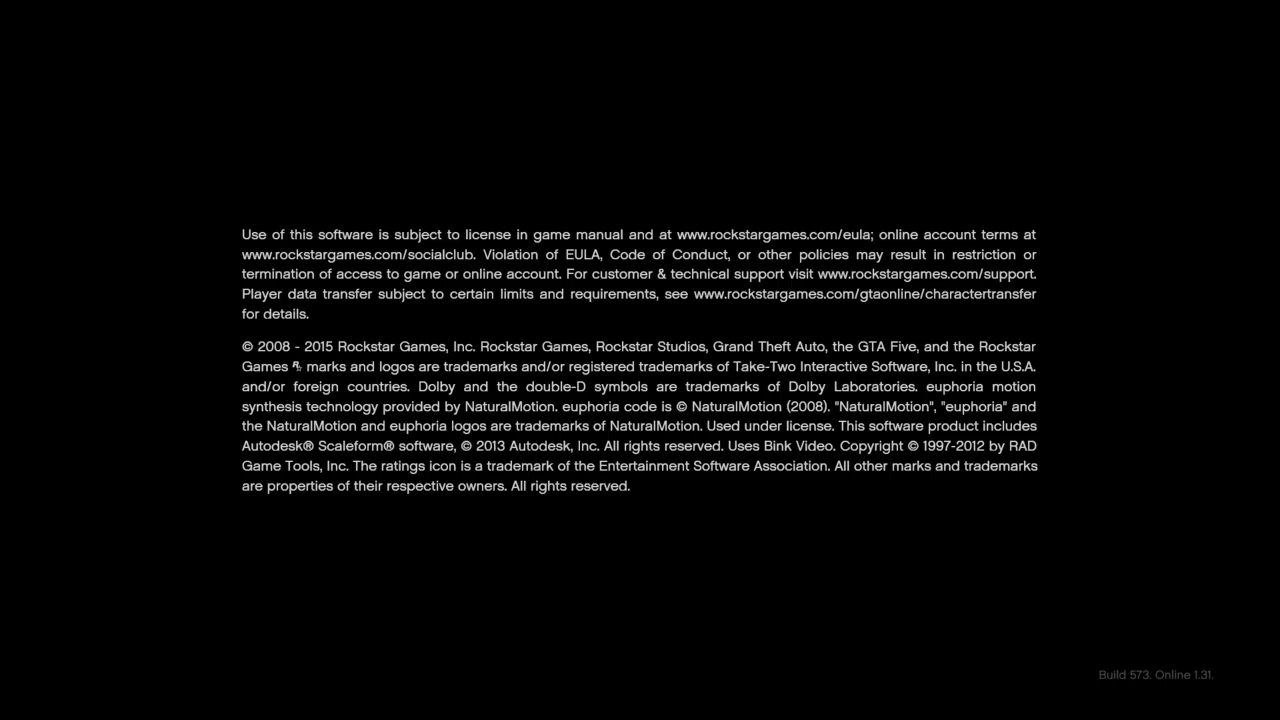 Use of this software is subject to license in game manual and at www.rockstargames.com/eula; online account terms at
www.rockstargames.com/socialclub. Violation of EULA, Code of Conduct, or other policies may result in restriction or
termination of access to game or online account. For customer & technical support visit www.rockstargames.com/support.
Player data transfer subject to certain limits and requirements, see www.rockstargames.com/gtaonline/charactertransfer
for details.
© 2008 - 2015 Rockstar Games, Inc. Rockstar Games, Rockstar Studios, Grand Theft Auto, the GTA Five, and the Rockstar
Games R* marks and logos are trademarks and/or registered trademarks of Take-Two Interactive Software, Inc. in the U.S.A.
and/or foreign countries. Dolby and the double-D symbols are trademarks of Dolby Laboratories. euphoria motion
synthesis technology provided by NaturalMotion. euphoria code is © NaturalMotion (2008). "NaturalMotion", "euphoria" and
the NaturalMotion and euphoria logos are trademarks of NaturalMotion. Used under license. This software product includes
Autodesk® Scaleform® software, © 2013 Autodesk, Inc. All rights reserved. Uses Bink Video. Copyright © 1997-2012 by RAD
Game Tools, Inc. The ratings icon is a trademark of the Entertainment Software Association. All other marks and trademarks
are properties of their respective owners. All rights reserved.
Build 573. Online 1.31.